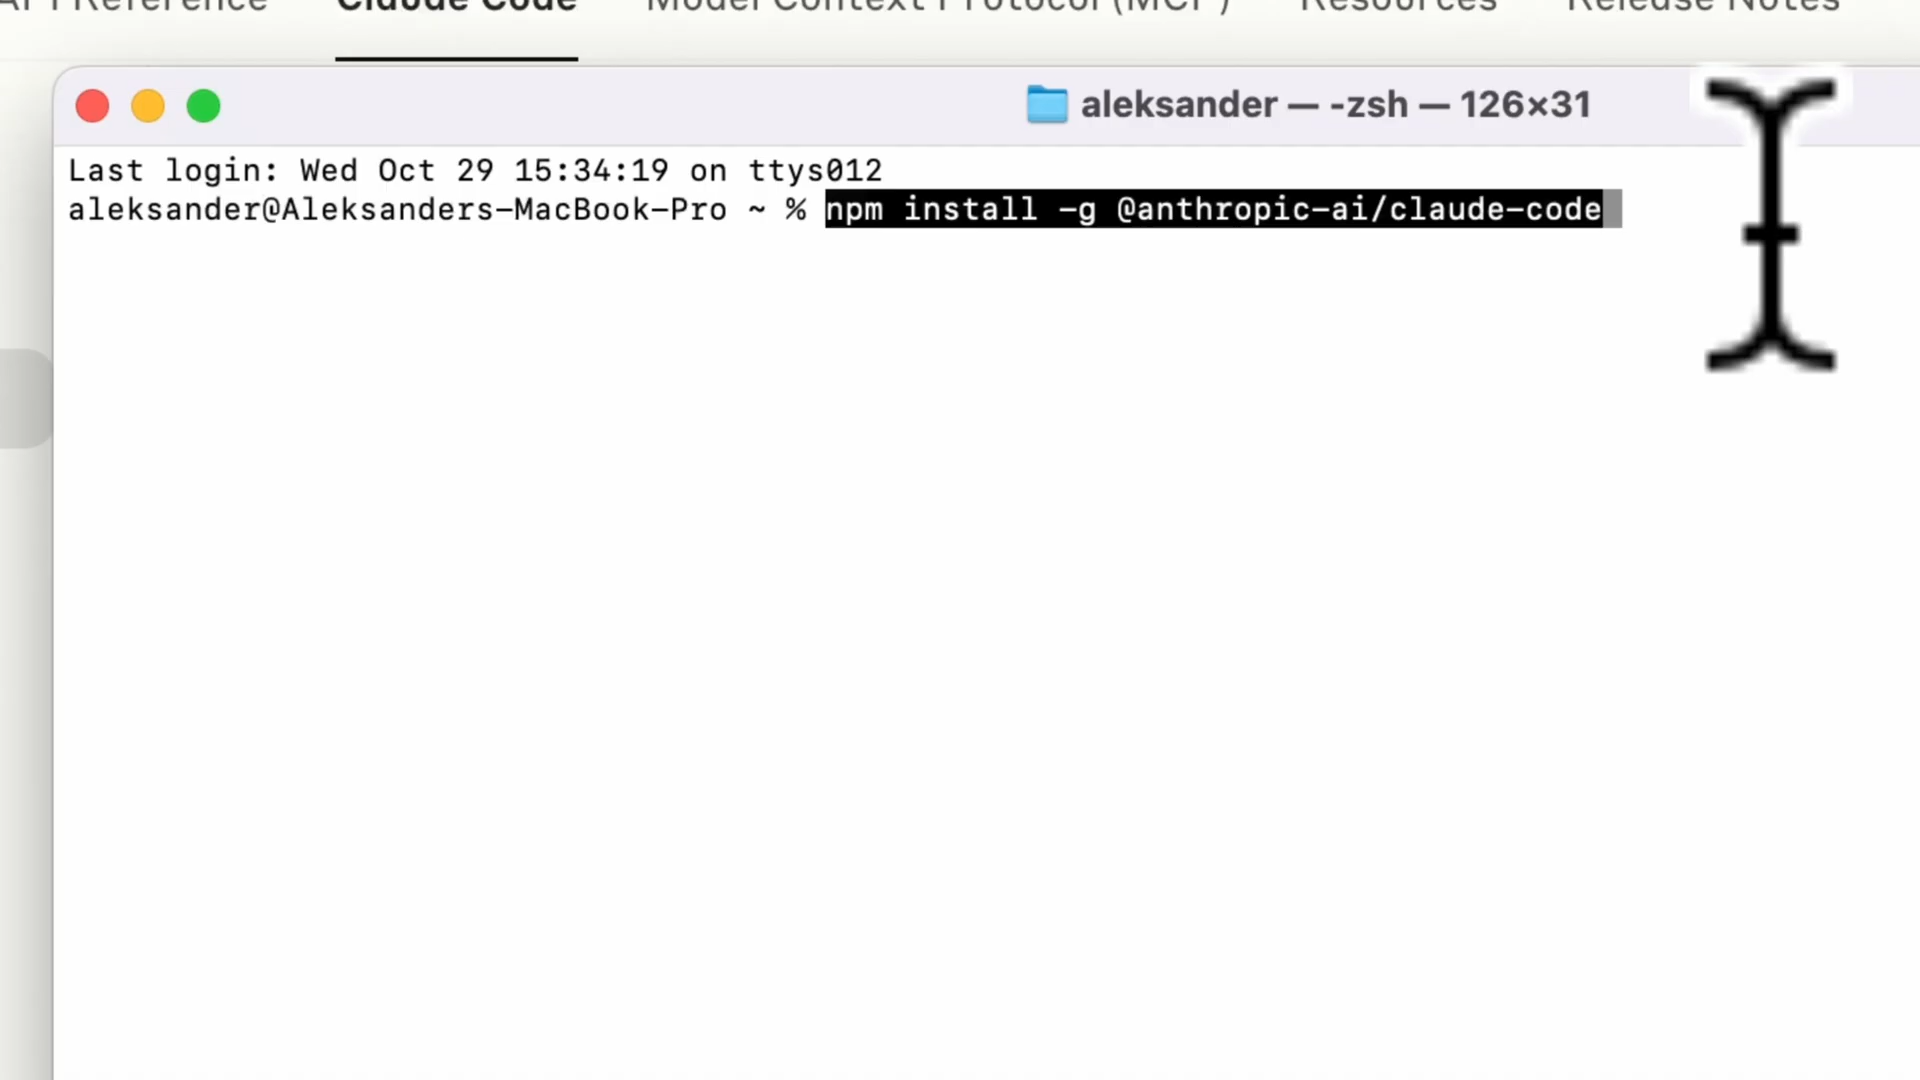 API Reference Claude Code Model Context Protocol (MCP) Resources Release Notes
aleksander — -zsh — 126×31
Last login: Wed Oct 29 15:34:19 on ttys012
aleksander@Aleksanders-MacBook-Pro ~ % npm install -g @anthropic-ai/claude-code